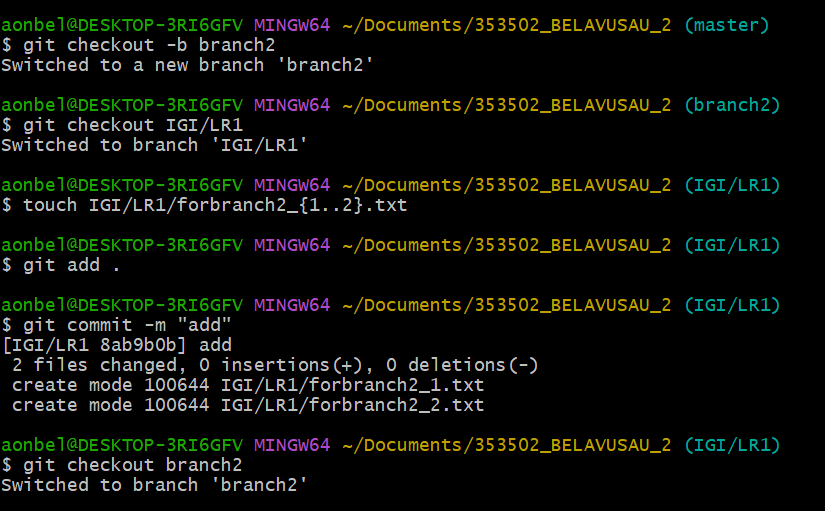 aonbel@DESKTOP-3RI6GFV MINGW64 ~/Documents/353502_BELAVUSAU_2 (master)
$ git checkout -b branch2
Switched to a new branch 'branch2'
aonbel@DESKTOP-3RI6GFV MINGW64 ~/Documents/353502_BELAVUSAU_2 (branch2)
$ git checkout IGI/LR1
Switched to branch 'IGI/LR1'
aonbel@DESKTOP-3RI6GFV MINGW64 ~/Documents/353502_BELAVUSAU_2 (IGI/LR1)
$ touch IGI/LR1/forbranch2_{1..2}.txt
aonbel@DESKTOP-3RI6GFV MINGW64 ~/Documents/353502_BELAVUSAU_2 (IGI/LR1)
$ git add .
aonbel@DESKTOP-3RI6GFV MINGW64 ~/Documents/353502_BELAVUSAU_2 (IGI/LR1)
$ git commit -m "add"
[IGI/LR1 8ab9b0b] add
 2 files changed, 0 insertions(+), 0 deletions(-)
 create mode 100644 IGI/LR1/forbranch2_1.txt
 create mode 100644 IGI/LR1/forbranch2_2.txt
aonbel@DESKTOP-3RI6GFV MINGW64 ~/Documents/353502_BELAVUSAU_2 (IGI/LR1)
$ git checkout branch2
Switched to branch 'branch2'